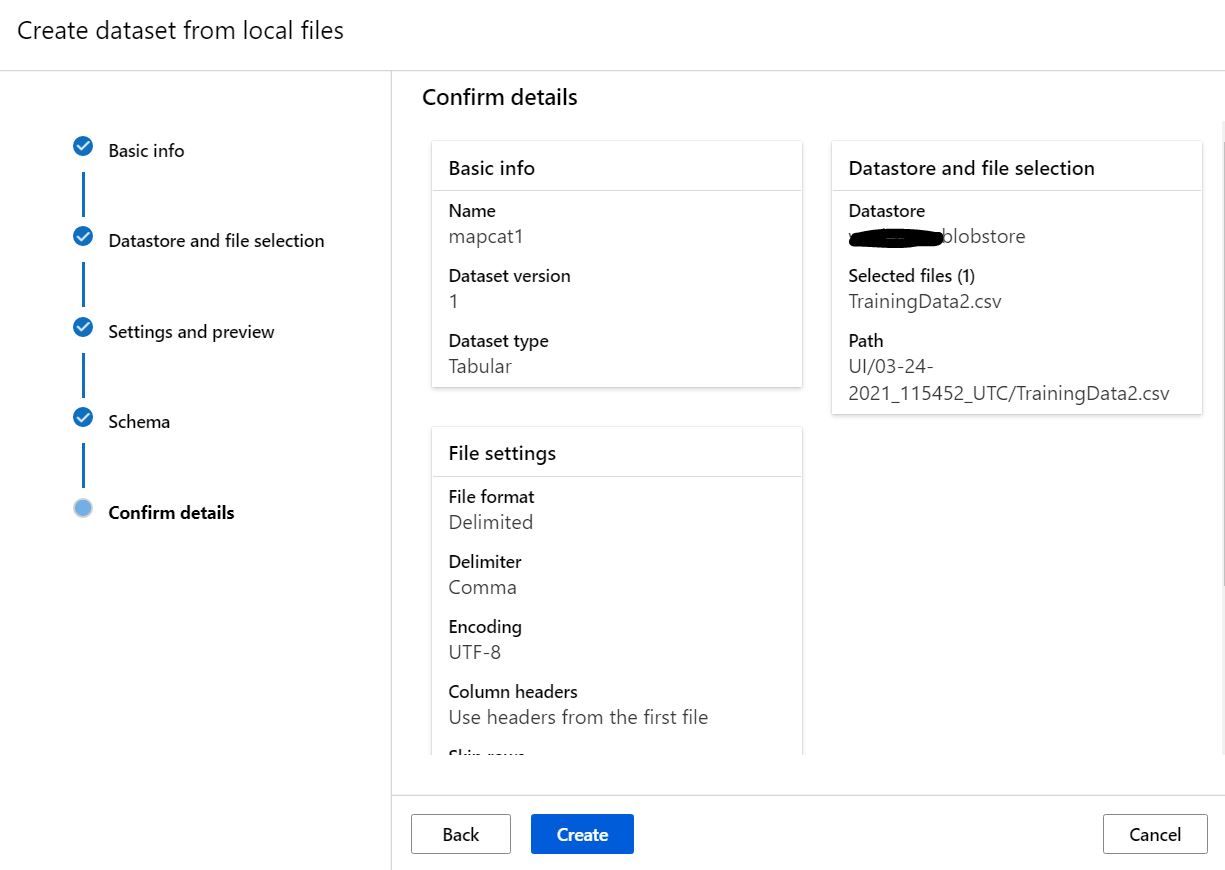 Create dataset from local files
Basic info
Datastore and file selection
Settings and preview
Schema
Confirm details
Confirm details
Basic info
Name
mapcat1
Dataset version
1
Dataset type
Tabular
Datastore and file selection
Datastore
blobstore
Selected files (1)
TrainingData2.csv
Path
UI/03-24-
2021_115452_UTC/TrainingData2.csv
File settings
File format
Delimited
Delimiter
Comma
Encoding
UTF-8
Column headers
Use headers from the first file
Skip rows
Back
Create
Cancel